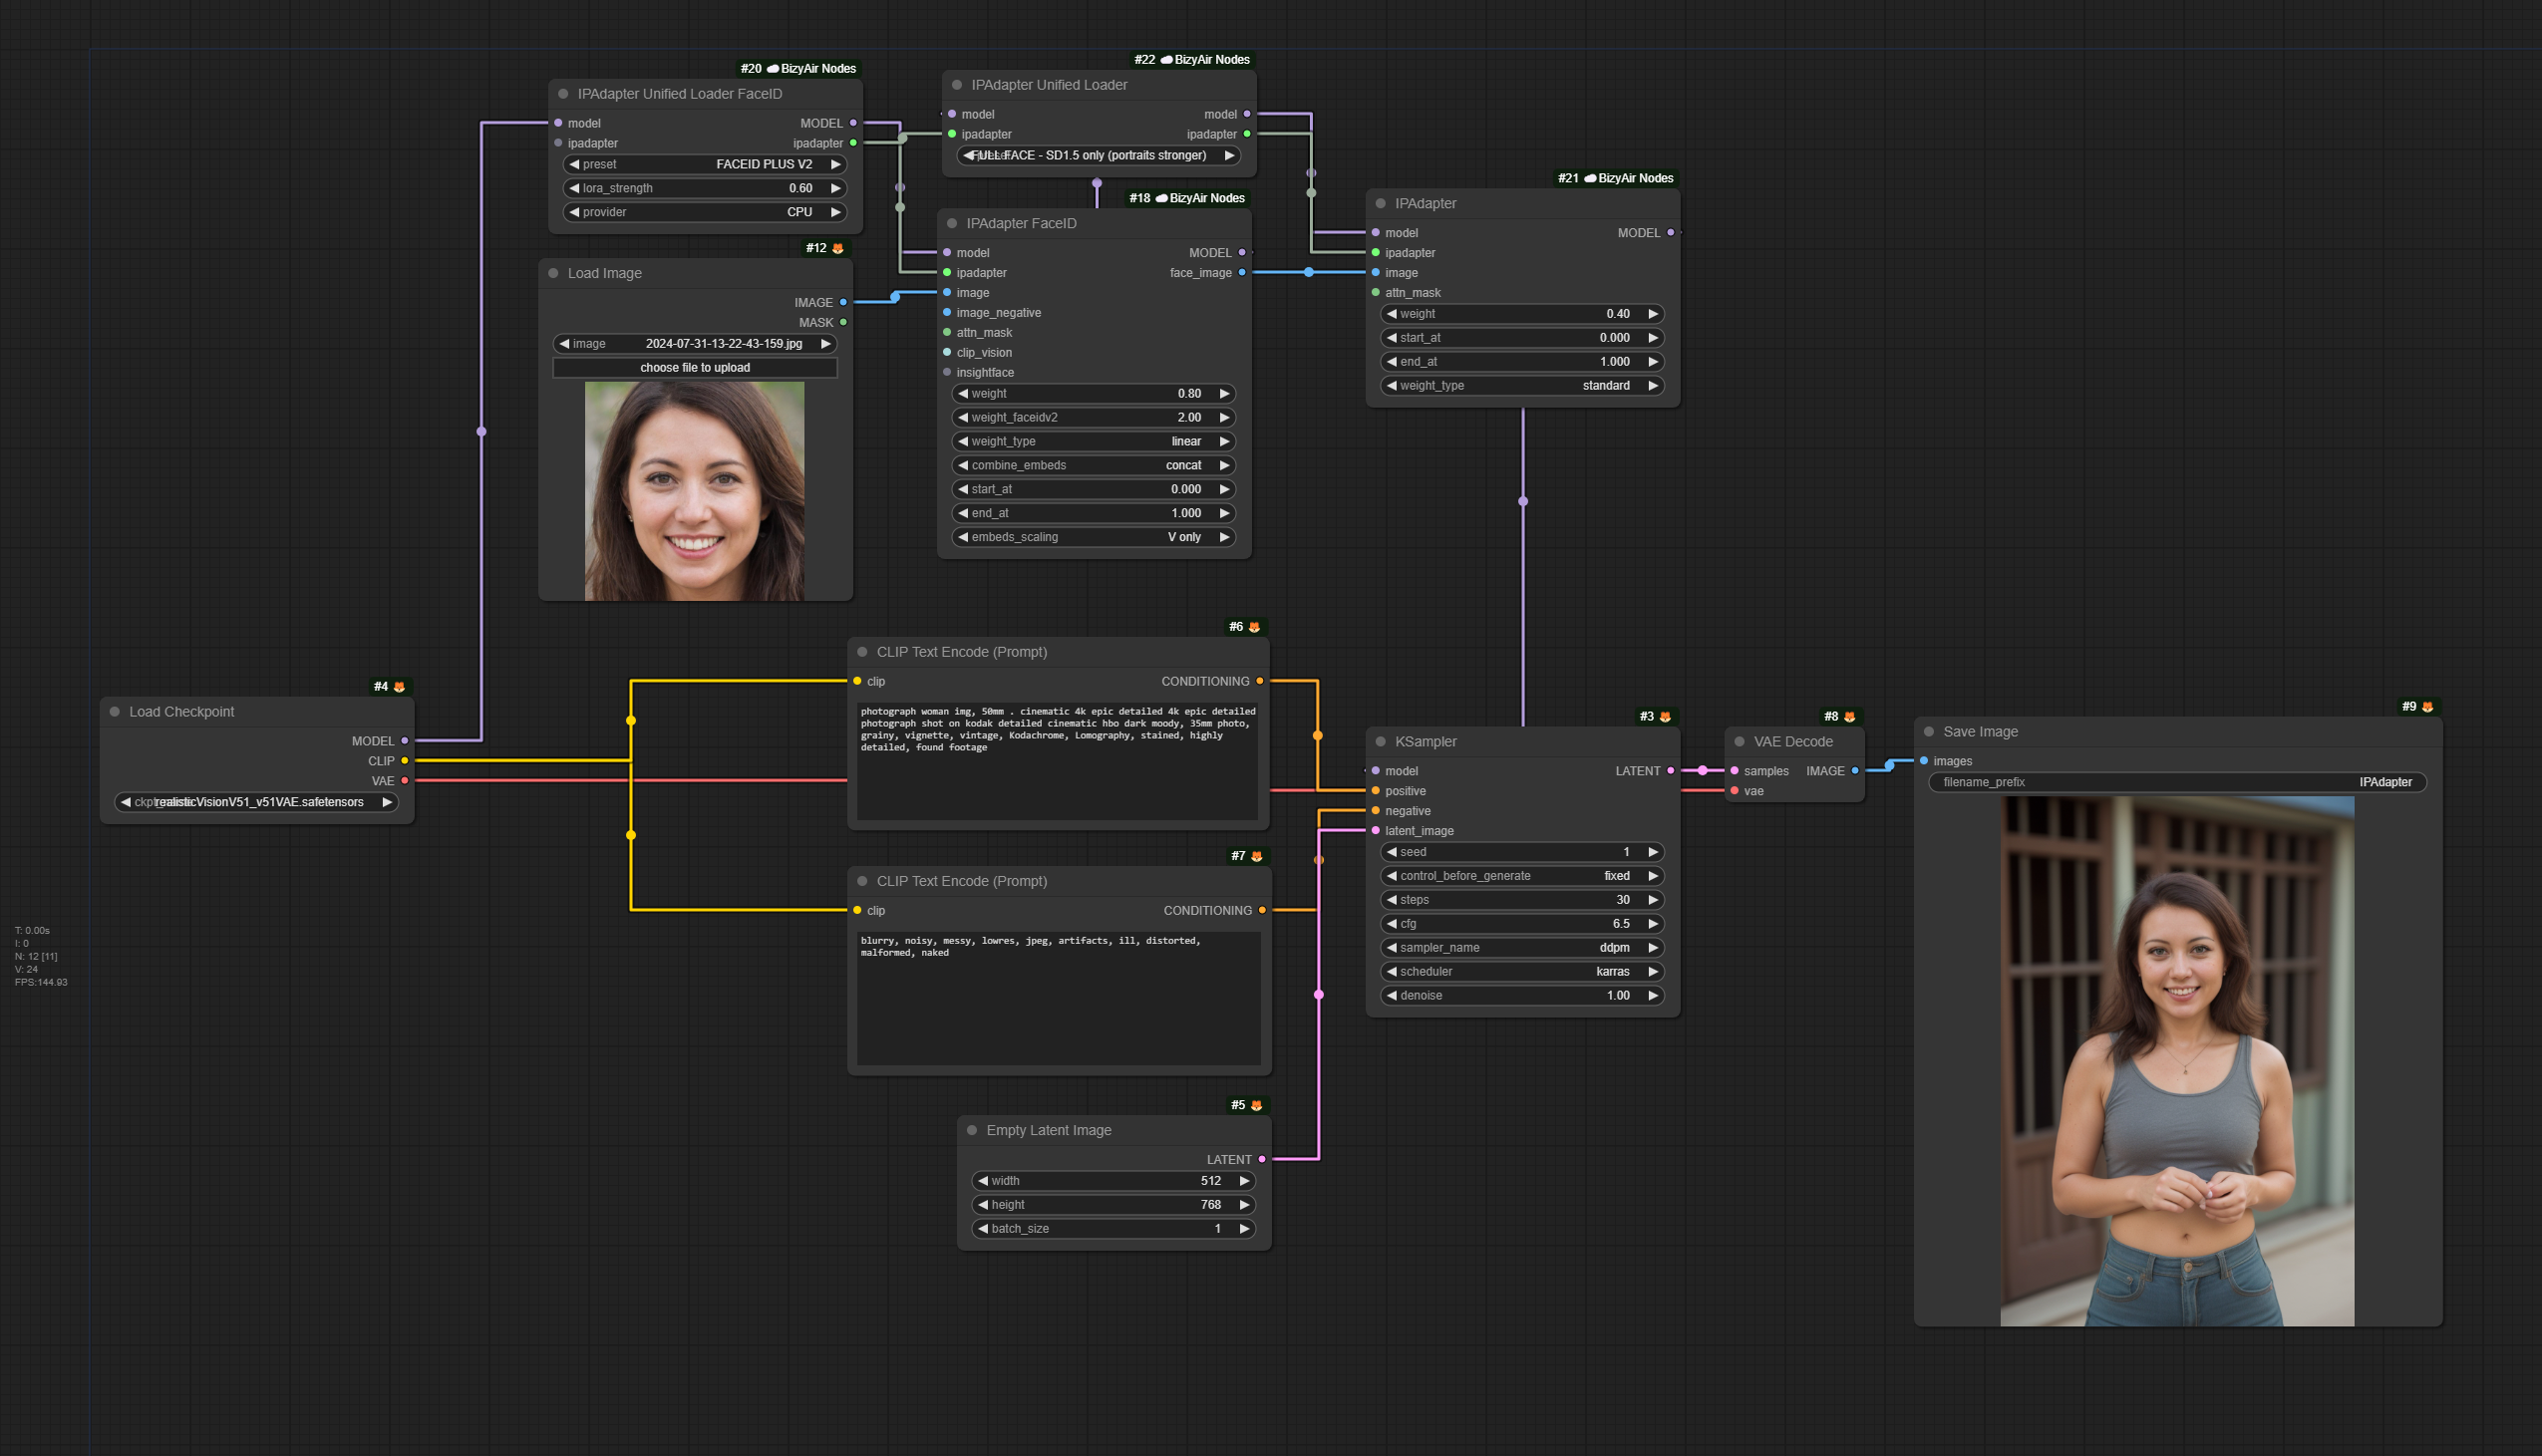 #20 BizyAir Nodes
IPAdapter Unified Loader FaceID
model MODEL
ipadapter ipadapter
preset FACEID PLUS V2
lora_strength 0.60
provider CPU
#22 BizyAir Nodes
IPAdapter Unified Loader
model model
ipadapter ipadapter
FULL FACE - SD1.5 only (portraits stronger)
#12
Load Image
IMAGE
MASK
image 2024-07-31-13-22-43-159.jpg
choose file to upload
#18 BizyAir Nodes
IPAdapter FaceID
model MODEL
ipadapter face_image
image
image_negative
attn_mask
clip_vision
insightface
weight 0.80
weight_faceidv2 2.00
weight_type linear
combine_embeds concat
start_at 0.000
end_at 1.000
embeds_scaling V only
#21 BizyAir Nodes
IPAdapter
model MODEL
ipadapter
image
attn_mask
weight 0.40
start_at 0.000
end_at 1.000
weight_type standard
#4
Load Checkpoint
MODEL
CLIP
VAE
realisticVisionV51_v51VAE.safetensors
#6
CLIP Text Encode (Prompt)
clip CONDITIONING
photograph woman img, 50mm . cinematic 4k epic detailed 4k epic detailed
photograph shot on kodak detailed cinematic hbo dark moody, 35mm photo,
grainy, vignette, vintage, Kodachrome, Lomography, stained, highly
detailed, found footage
#7
CLIP Text Encode (Prompt)
clip CONDITIONING
blurry, noisy, messy, lowres, jpeg, artifacts, ill, distorted,
malformed, naked
#5
Empty Latent Image
LATENT
width 512
height 768
batch_size 1
#3
KSampler
model LATENT
positive
negative
latent_image
seed 1
control_before_generate fixed
steps 30
cfg 6.5
sampler_name ddpm
scheduler karras
denoise 1.00
#8
VAE Decode
samples IMAGE
vae
#9
Save Image
images
filename_prefix IPAdapter
T: 0.00s
I: 0
N: 12 [11]
V: 24
FPS:144.93